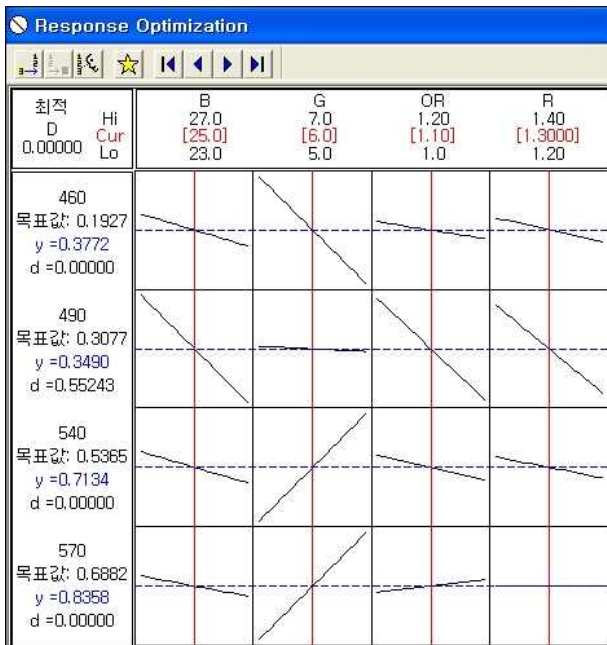 Response Optimization
최적
D
0.00000
Hi
Cur
Lo
B
27.0
[25.0]
23.0
G
7.0
[6.0]
5.0
OR
1.20
[1.10]
1.0
R
1.40
[1.3000]
1.20
460
목표값: 0.1927
y =0.3772
d =0.00000
490
목표값: 0.3077
y =0.3490
d =0.55243
540
목표값: 0.5365
y =0.7134
d =0.00000
570
목표값: 0.6882
y =0.8358
d =0.00000